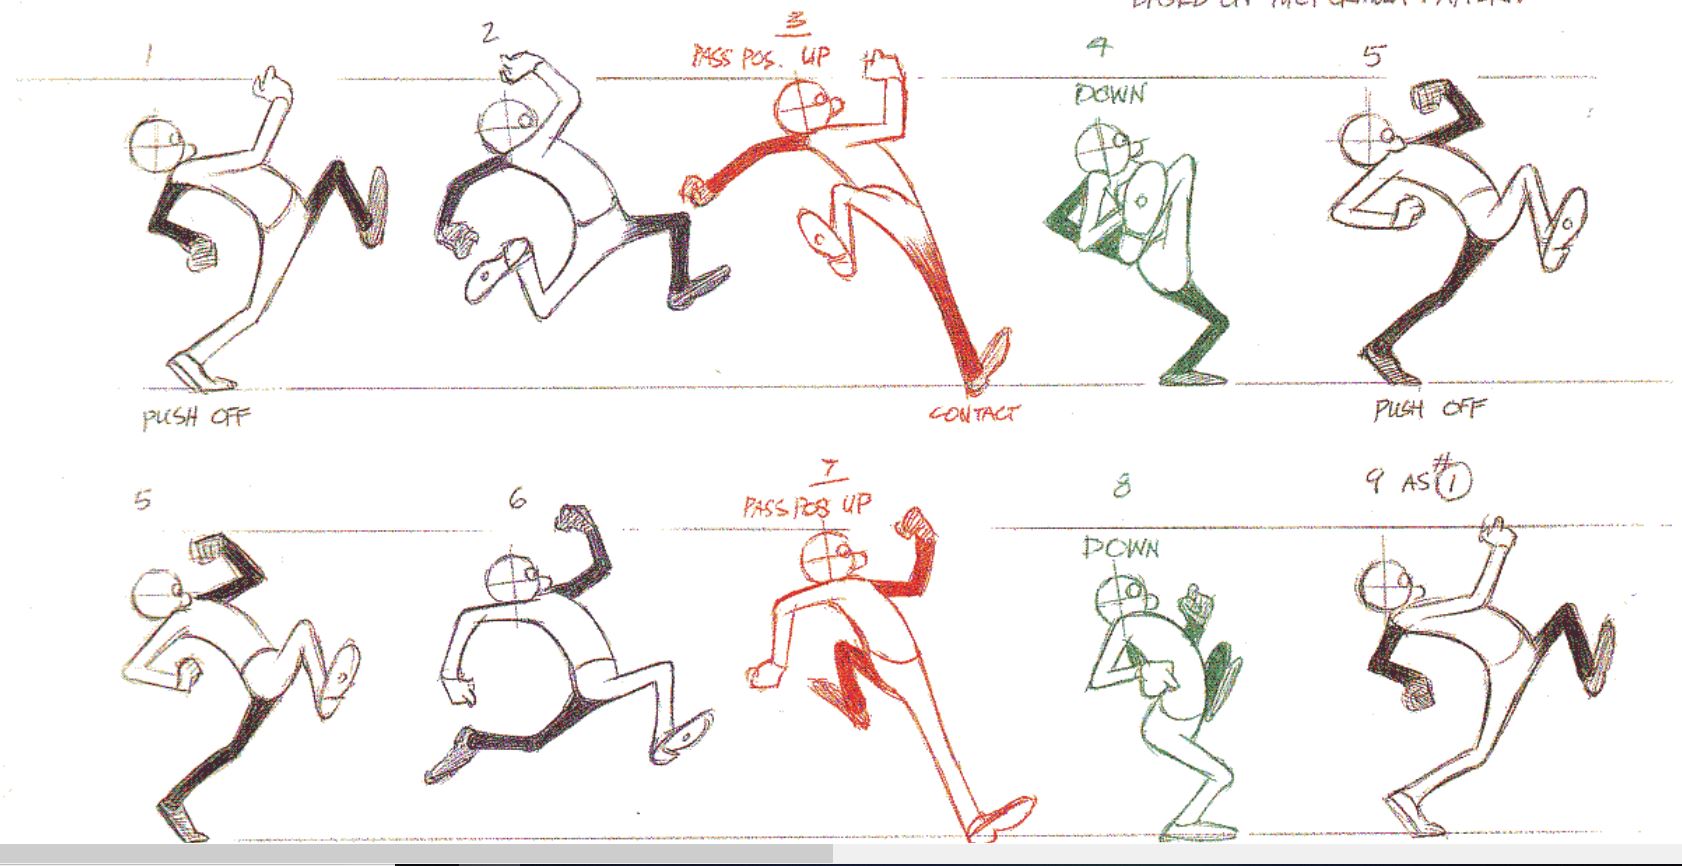 1
2
3
PASS POS. UP
4
DOWN
5
PUSH OFF
CONTACT
PUSH OFF
5
6
7
PASS POS UP
8
DOWN
9 AS #1